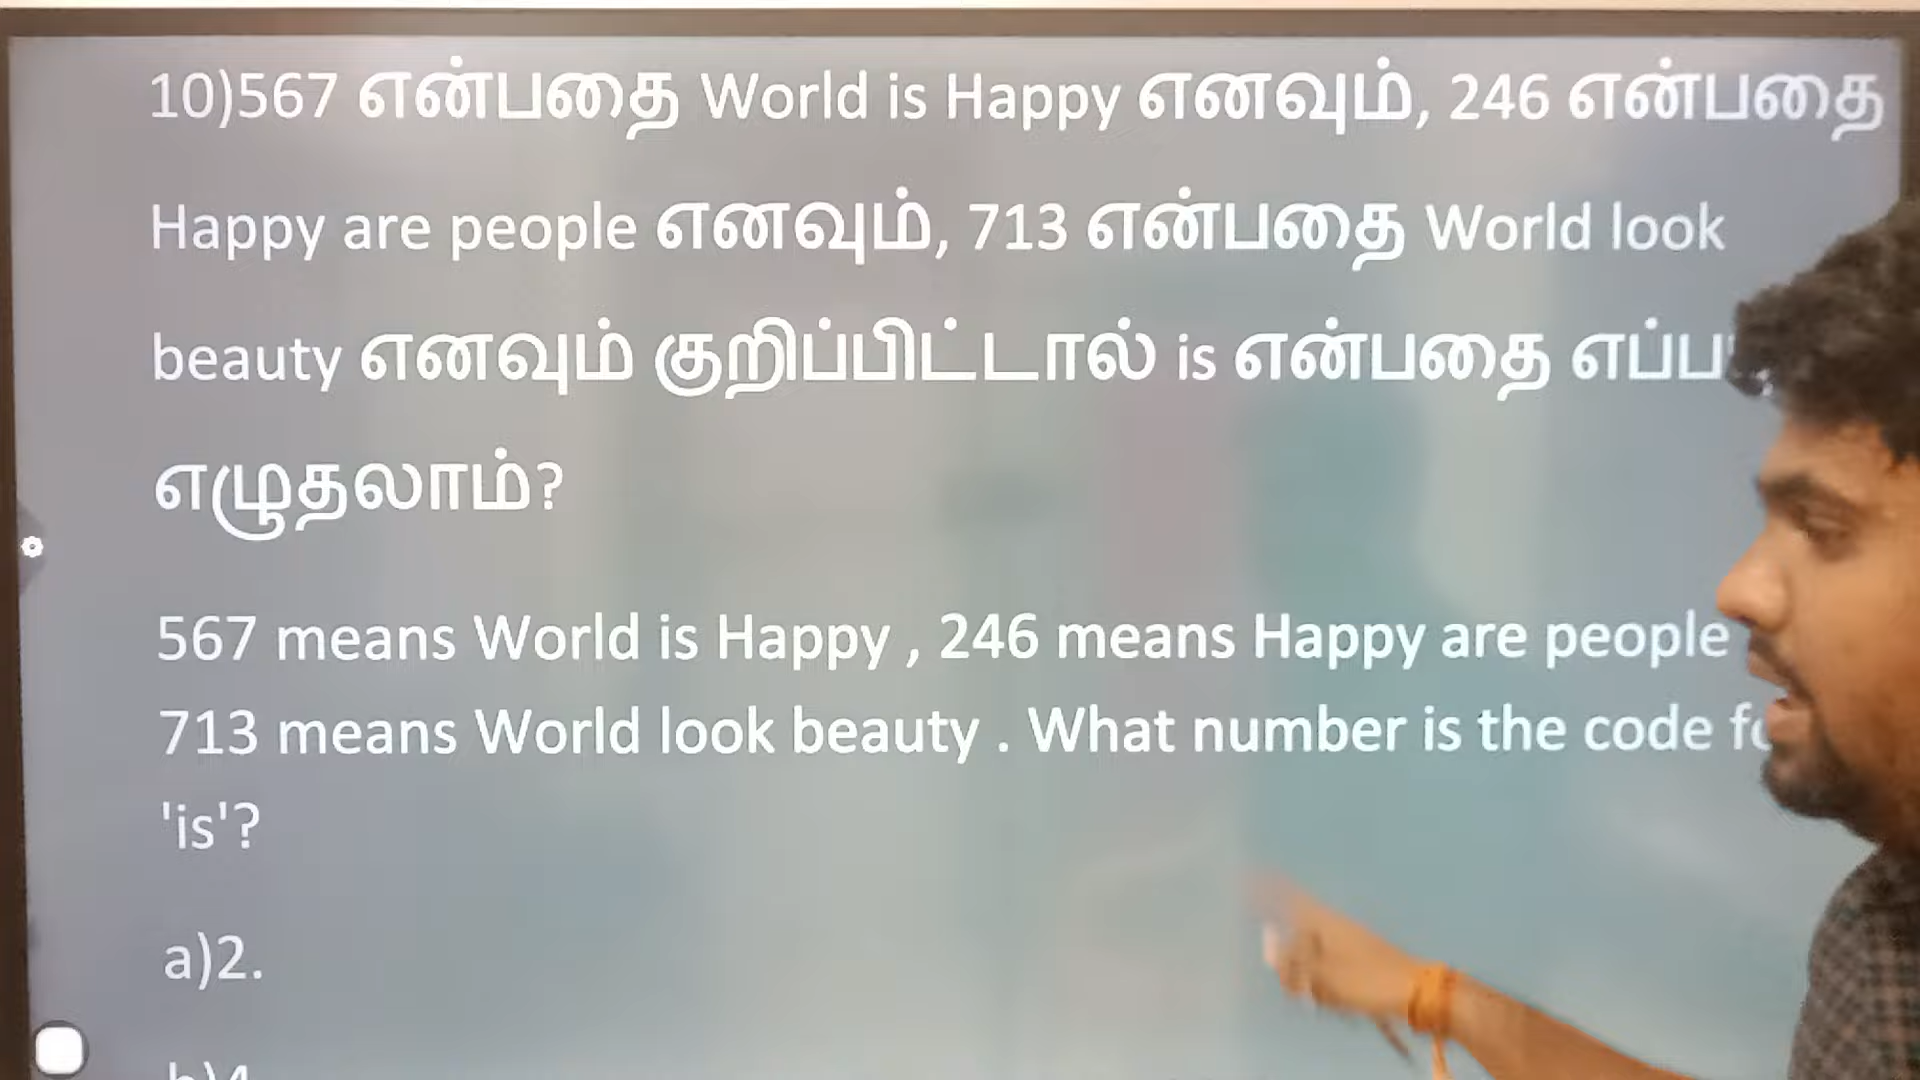 10)567 என்பதை World is Happy எனவும், 246 என்பதை
Happy are people எனவும், 713 என்பதை World look
beauty எனவும் குறிப்பிட்டால் is என்பதை
எழுதலாம்?
567 means World is Happy , 246 means Happy are people
713 means World look beauty . What number is the code
'is'?
a)2.